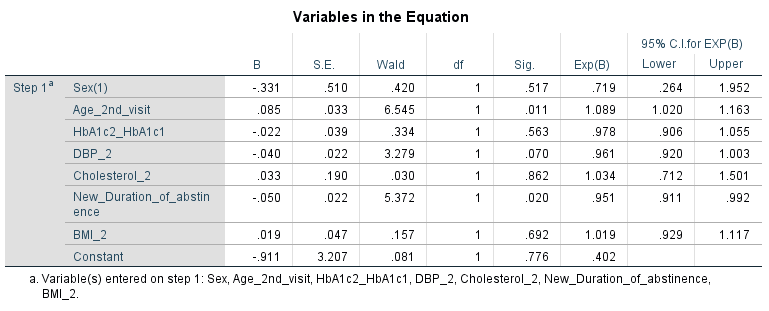 Variables in the Equation
95% C.I.for EXP(B)
B S.E. Wald df Sig. Exp(B) Lower Upper
Step 1a Sex(1) -.331 .510 .420 1 .517 .719 .264 1.952
Age_2nd_visit .085 .033 6.545 1 .011 1.089 1.020 1.163
HbA1c2_HbA1c1 -.022 .039 .334 1 .563 .978 .906 1.055
DBP_2 -.040 .022 3.279 1 .070 .961 .920 1.003
Cholesterol_2 .033 .190 .030 1 .862 1.034 .712 1.501
New_Duration_of_abstin
ence -.050 .022 5.372 1 .020 .951 .911 .992
BMI_2 .019 .047 .157 1 .692 1.019 .929 1.117
Constant -.911 3.207 .081 1 .776 .402
a. Variable(s) entered on step 1: Sex, Age_2nd_visit, HbA1c2_HbA1c1, DBP_2, Cholesterol_2, New_Duration_of_abstinence,
BMI_2.